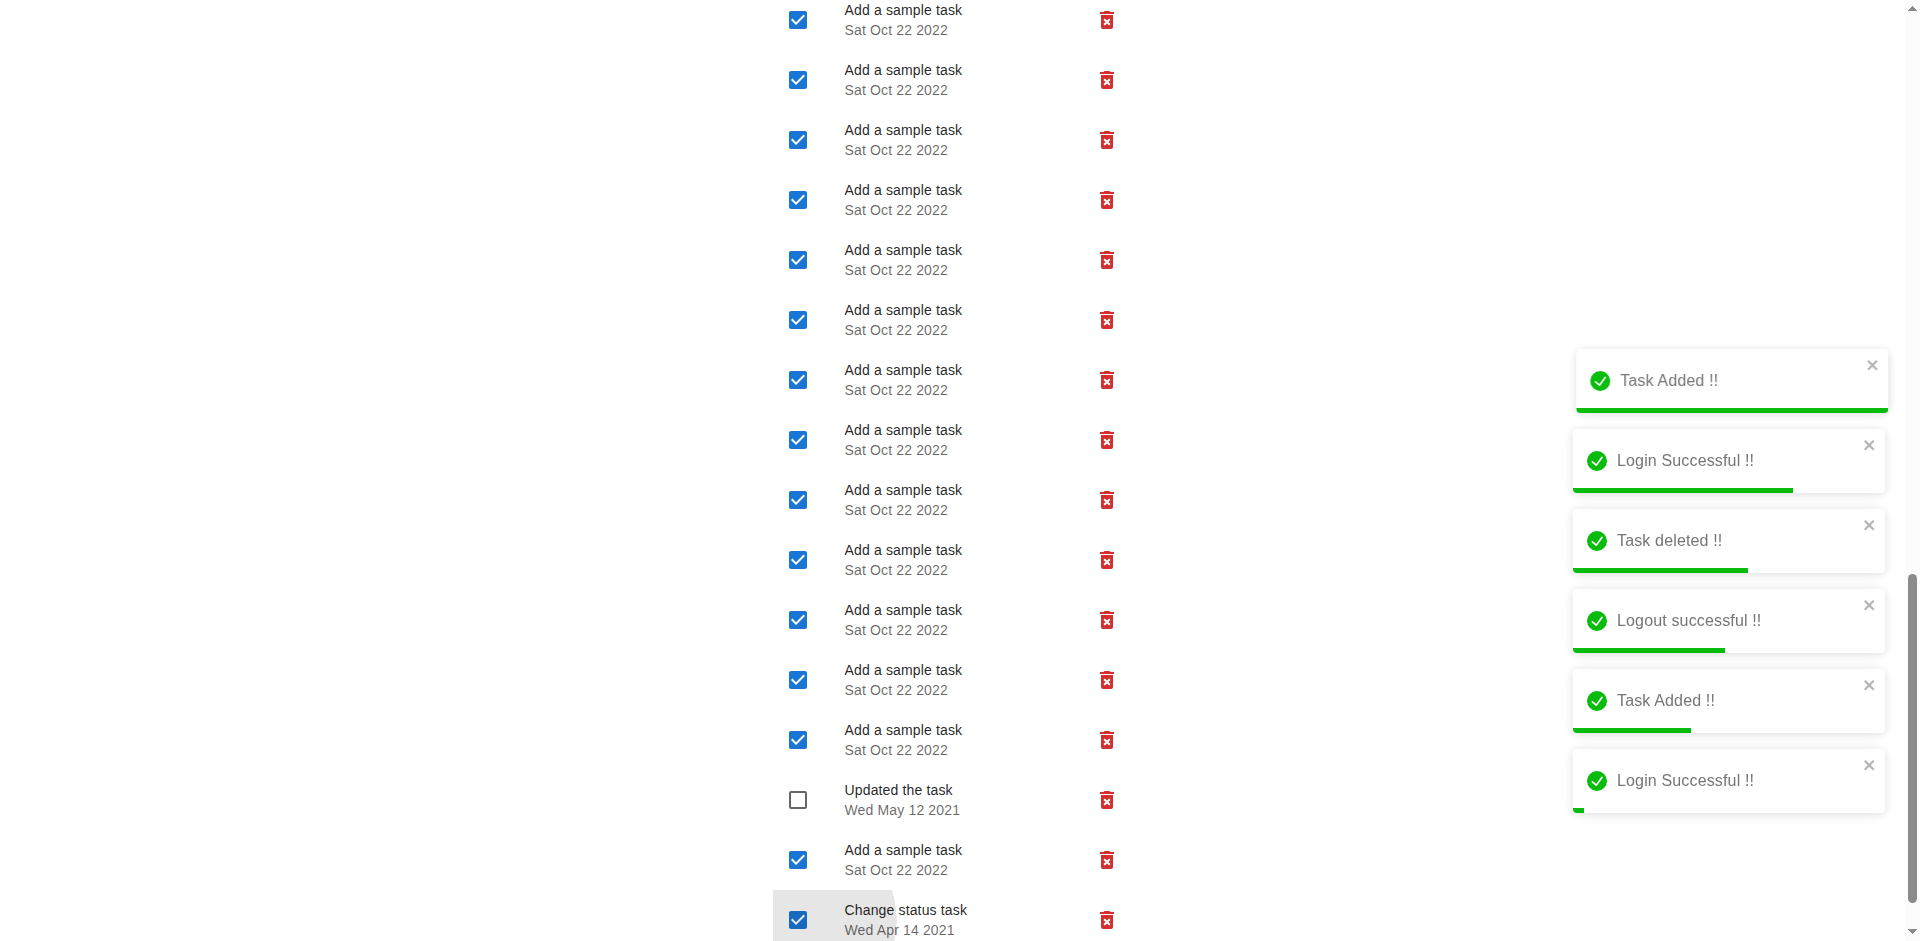 Add a sample task
Sat Oct 22 2022
Add a sample task
Sat Oct 22 2022
Add a sample task
Sat Oct 22 2022
Add a sample task
Sat Oct 22 2022
Add a sample task
Sat Oct 22 2022
Add a sample task
Sat Oct 22 2022
Add a sample task
Sat Oct 22 2022
Add a sample task
Sat Oct 22 2022
Add a sample task
Sat Oct 22 2022
Add a sample task
Sat Oct 22 2022
Add a sample task
Sat Oct 22 2022
Add a sample task
Sat Oct 22 2022
Add a sample task
Sat Oct 22 2022
Updated the task
Wed May 12 2021
Add a sample task
Sat Oct 22 2022
Change status task
Wed Apr 14 2021
Task Added !!
Login Successful !!
Task deleted !!
Logout successful !!
Task Added !!
Login Successful !!